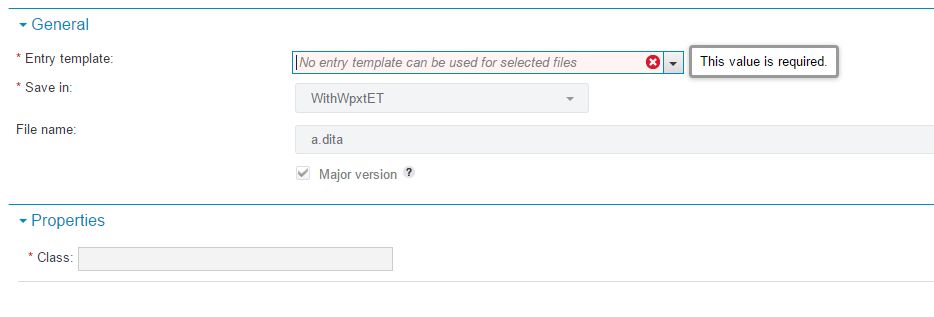 General
* Entry template:
No entry template can be used for selected files
This value is required.
* Save in:
WithWpxtET
File name:
a.dita
Major version ?
Properties
* Class: